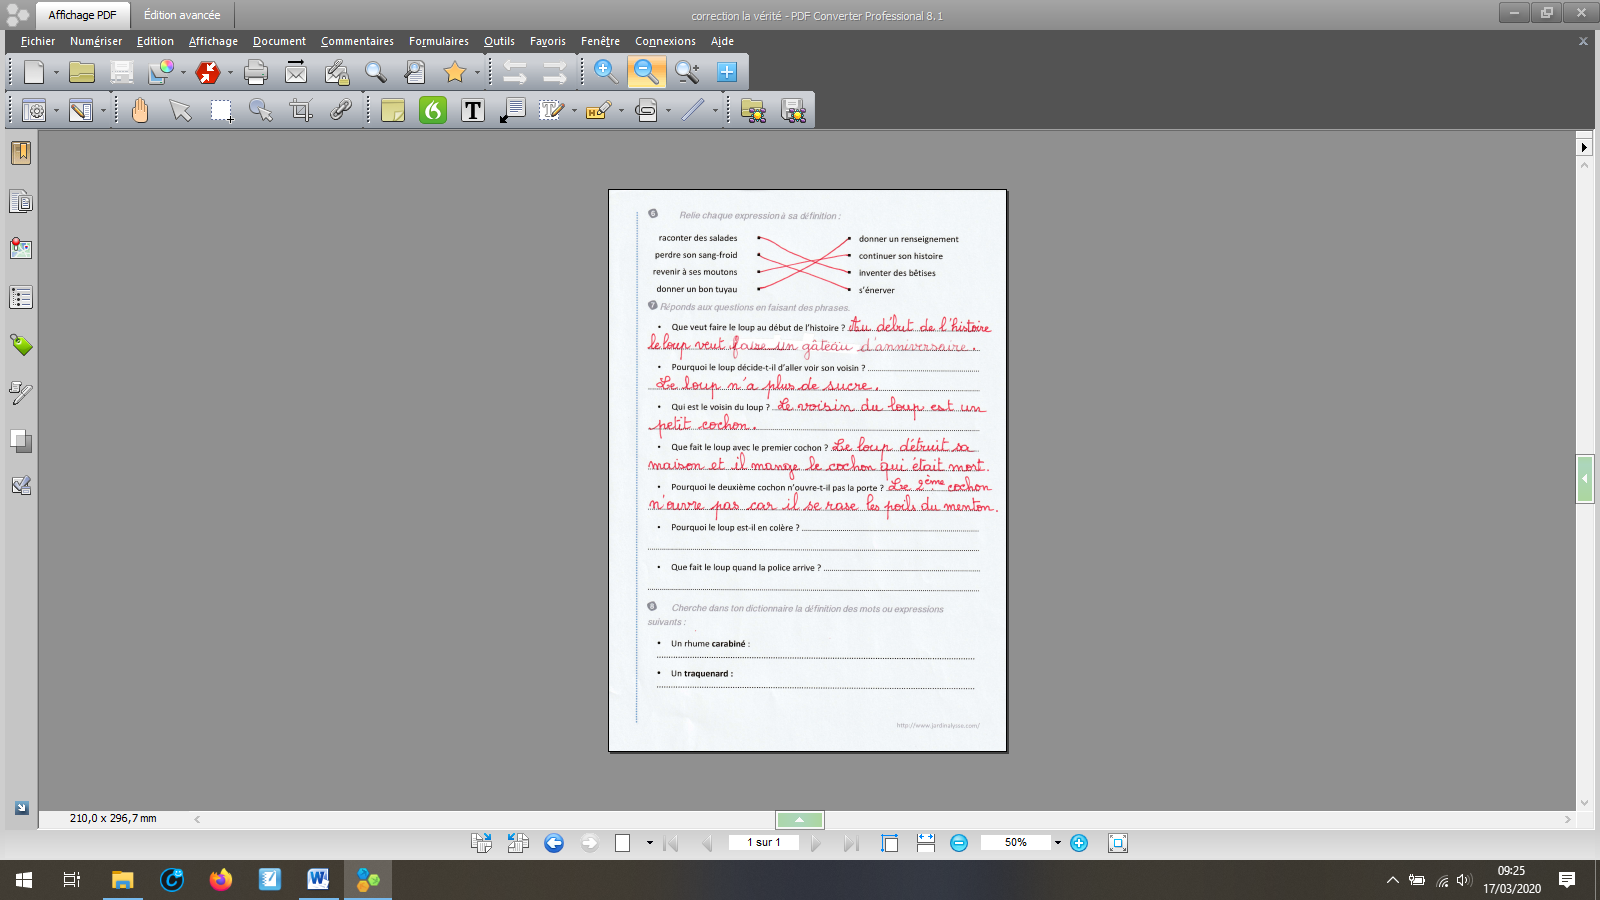 Affichage PDF
Édition avancée
correction la vérité - PDF Converter Professional 8.1
Fichier Numériser Edition Affichage Document Commentaires Formulaires Outils Favoris Fenêtre Connexions Aide
6 Relie chaque expression à sa définition :
raconter des salades donner un renseignement
perdre son sang-froid continuer son histoire
revenir à ses moutons inventer des bêtises
donner un bon tuyau s'énerver
7 Réponds aux questions en faisant des phrases.
• Que veut faire le loup au début de l'histoire ? Au début de l'histoire
le loup veut faire un gâteau d'anniversaire.
• Pourquoi le loup décide-t-il d'aller voir son voisin ?
Le loup n'a plus de sucre.
• Qui est le voisin du loup ? Le voisin du loup est un
petit cochon.
• Que fait le loup avec le premier cochon ? Le loup détruit sa
maison et il mange le cochon qui était mort.
• Pourquoi le deuxième cochon n'ouvre-t-il pas la porte ? Le 2ème cochon
n'ouvre pas car il se rase les poils du menton.
• Pourquoi le loup est-il en colère ?
• Que fait le loup quand la police arrive ?
8 Cherche dans ton dictionnaire la définition des mots ou expressions
suivants :
• Un rhume carabiné :
• Un traquenard :
http://www.jardinalysse.com/
210,0 x 296,7 mm
1 sur 1
50%
09:25
17/03/2020